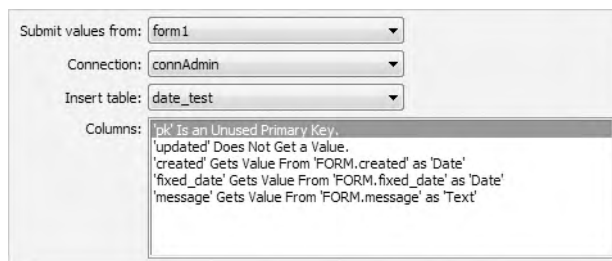 Submit values from: form1
Connection: connAdmin
Insert table: date_test
Columns: 'pk' Is an Unused Primary Key.
'updated' Does Not Get a Value.
'created' Gets Value From 'FORM.created' as 'Date'
'fixed_date' Gets Value From 'FORM.fixed_date' as 'Date'
'message' Gets Value From 'FORM.message' as 'Text'